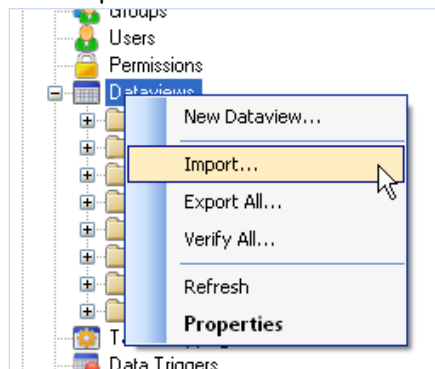 Groups
Users
Permissions
Dataviews
New Dataview...
Import...
Export All...
Verify All...
Refresh
Properties
Data Triggers